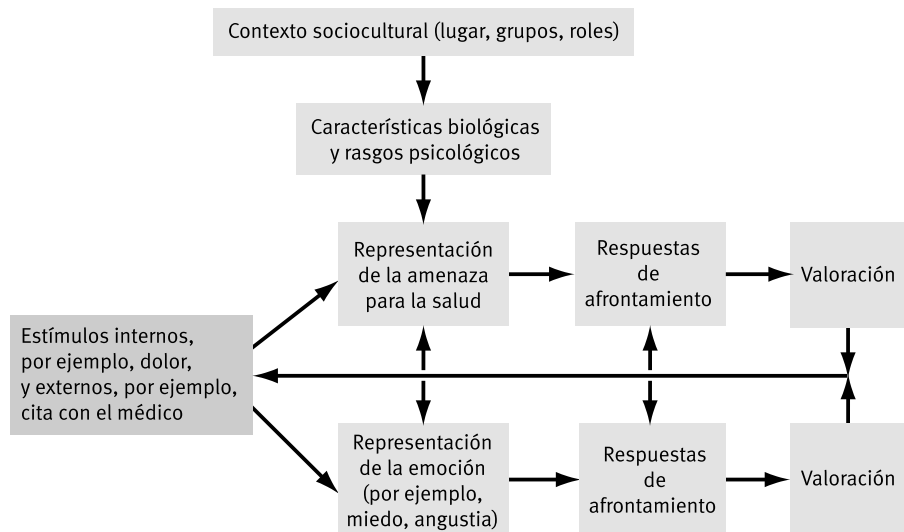 Contexto sociocultural (lugar, grupos, roles)
Características biológicas
y rasgos psicológicos
Representación
de la amenaza
para la salud
Respuestas
de
afrontamiento
Valoración
Estímulos internos,
por ejemplo, dolor,
y externos, por ejemplo,
cita con el médico
Representación
de la emoción
(por ejemplo,
miedo, angustia)
Respuestas
de
afrontamiento
Valoración